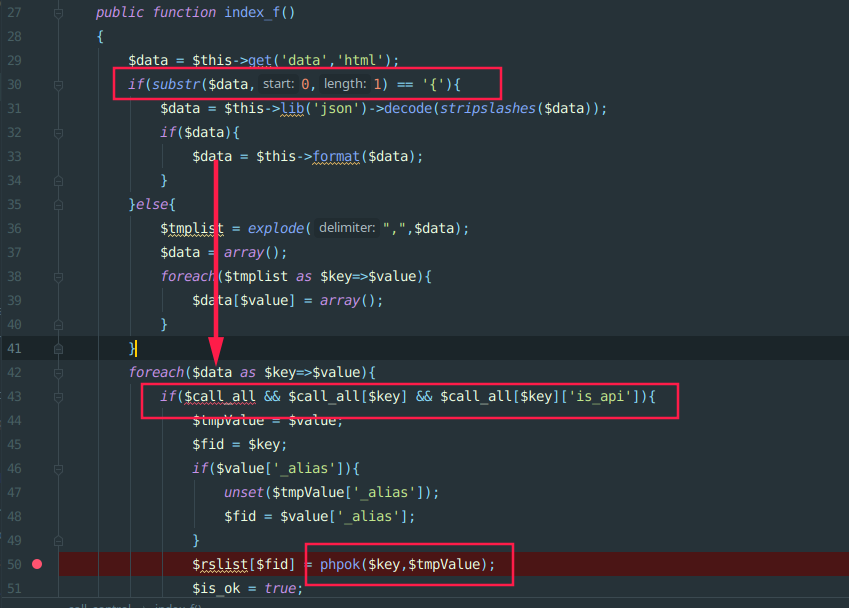 27 public function index_f()
28 {
29 $data = $this->get('data','html');
30 if(substr($data, start: 0, length: 1) == '{'){
31 $data = $this->lib('json')->decode(stripslashes($data));
32 if($data){
33 $data = $this->format($data);
34 }
35 }else{
36 $tmplist = explode( delimiter: ",",$data);
37 $data = array();
38 foreach($tmplist as $key=>$value){
39 $data[$value] = array();
40 }
41 }
42 foreach($data as $key=>$value){
43 if($call_all && $call_all[$key] && $call_all[$key]['is_api']){
44 $tmpValue = $value;
45 $fid = $key;
46 if($value['_alias']){
47 unset($tmpValue['_alias']);
48 $fid = $value['_alias'];
49 }
50 $rslist[$fid] = phpok($key,$tmpValue);
51 $is_ok = true;